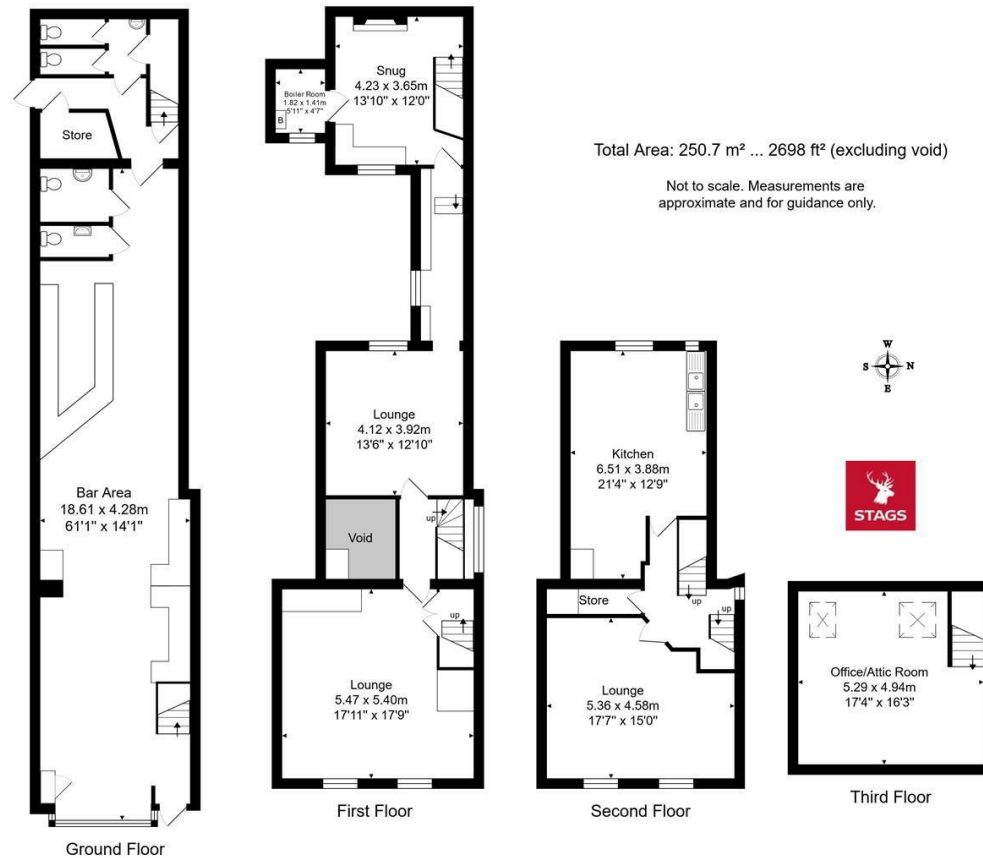 Store
Bar Area
18.61 x 4.28m
61'1" x 14'1"
Ground Floor
Snug
4.23 x 3.65m
13'10" x 12'0"
Boiler Room
1.82 x 1.41m
5'11" x 4'7"
B
Lounge
4.12 x 3.92m
13'6" x 12'10"
Void
up
up
Lounge
5.47 x 5.40m
17'11" x 17'9"
First Floor
Total Area: 250.7 m² ... 2698 ft² (excluding void)
Not to scale. Measurements are
approximate and for guidance only.
Kitchen
6.51 x 3.88m
21'4" x 12'9"
Store
up
up
Lounge
5.36 x 4.58m
17'7" x 15'0"
Second Floor
W
S N
E
STAGS
Office/Attic Room
5.29 x 4.94m
17'4" x 16'3"
Third Floor